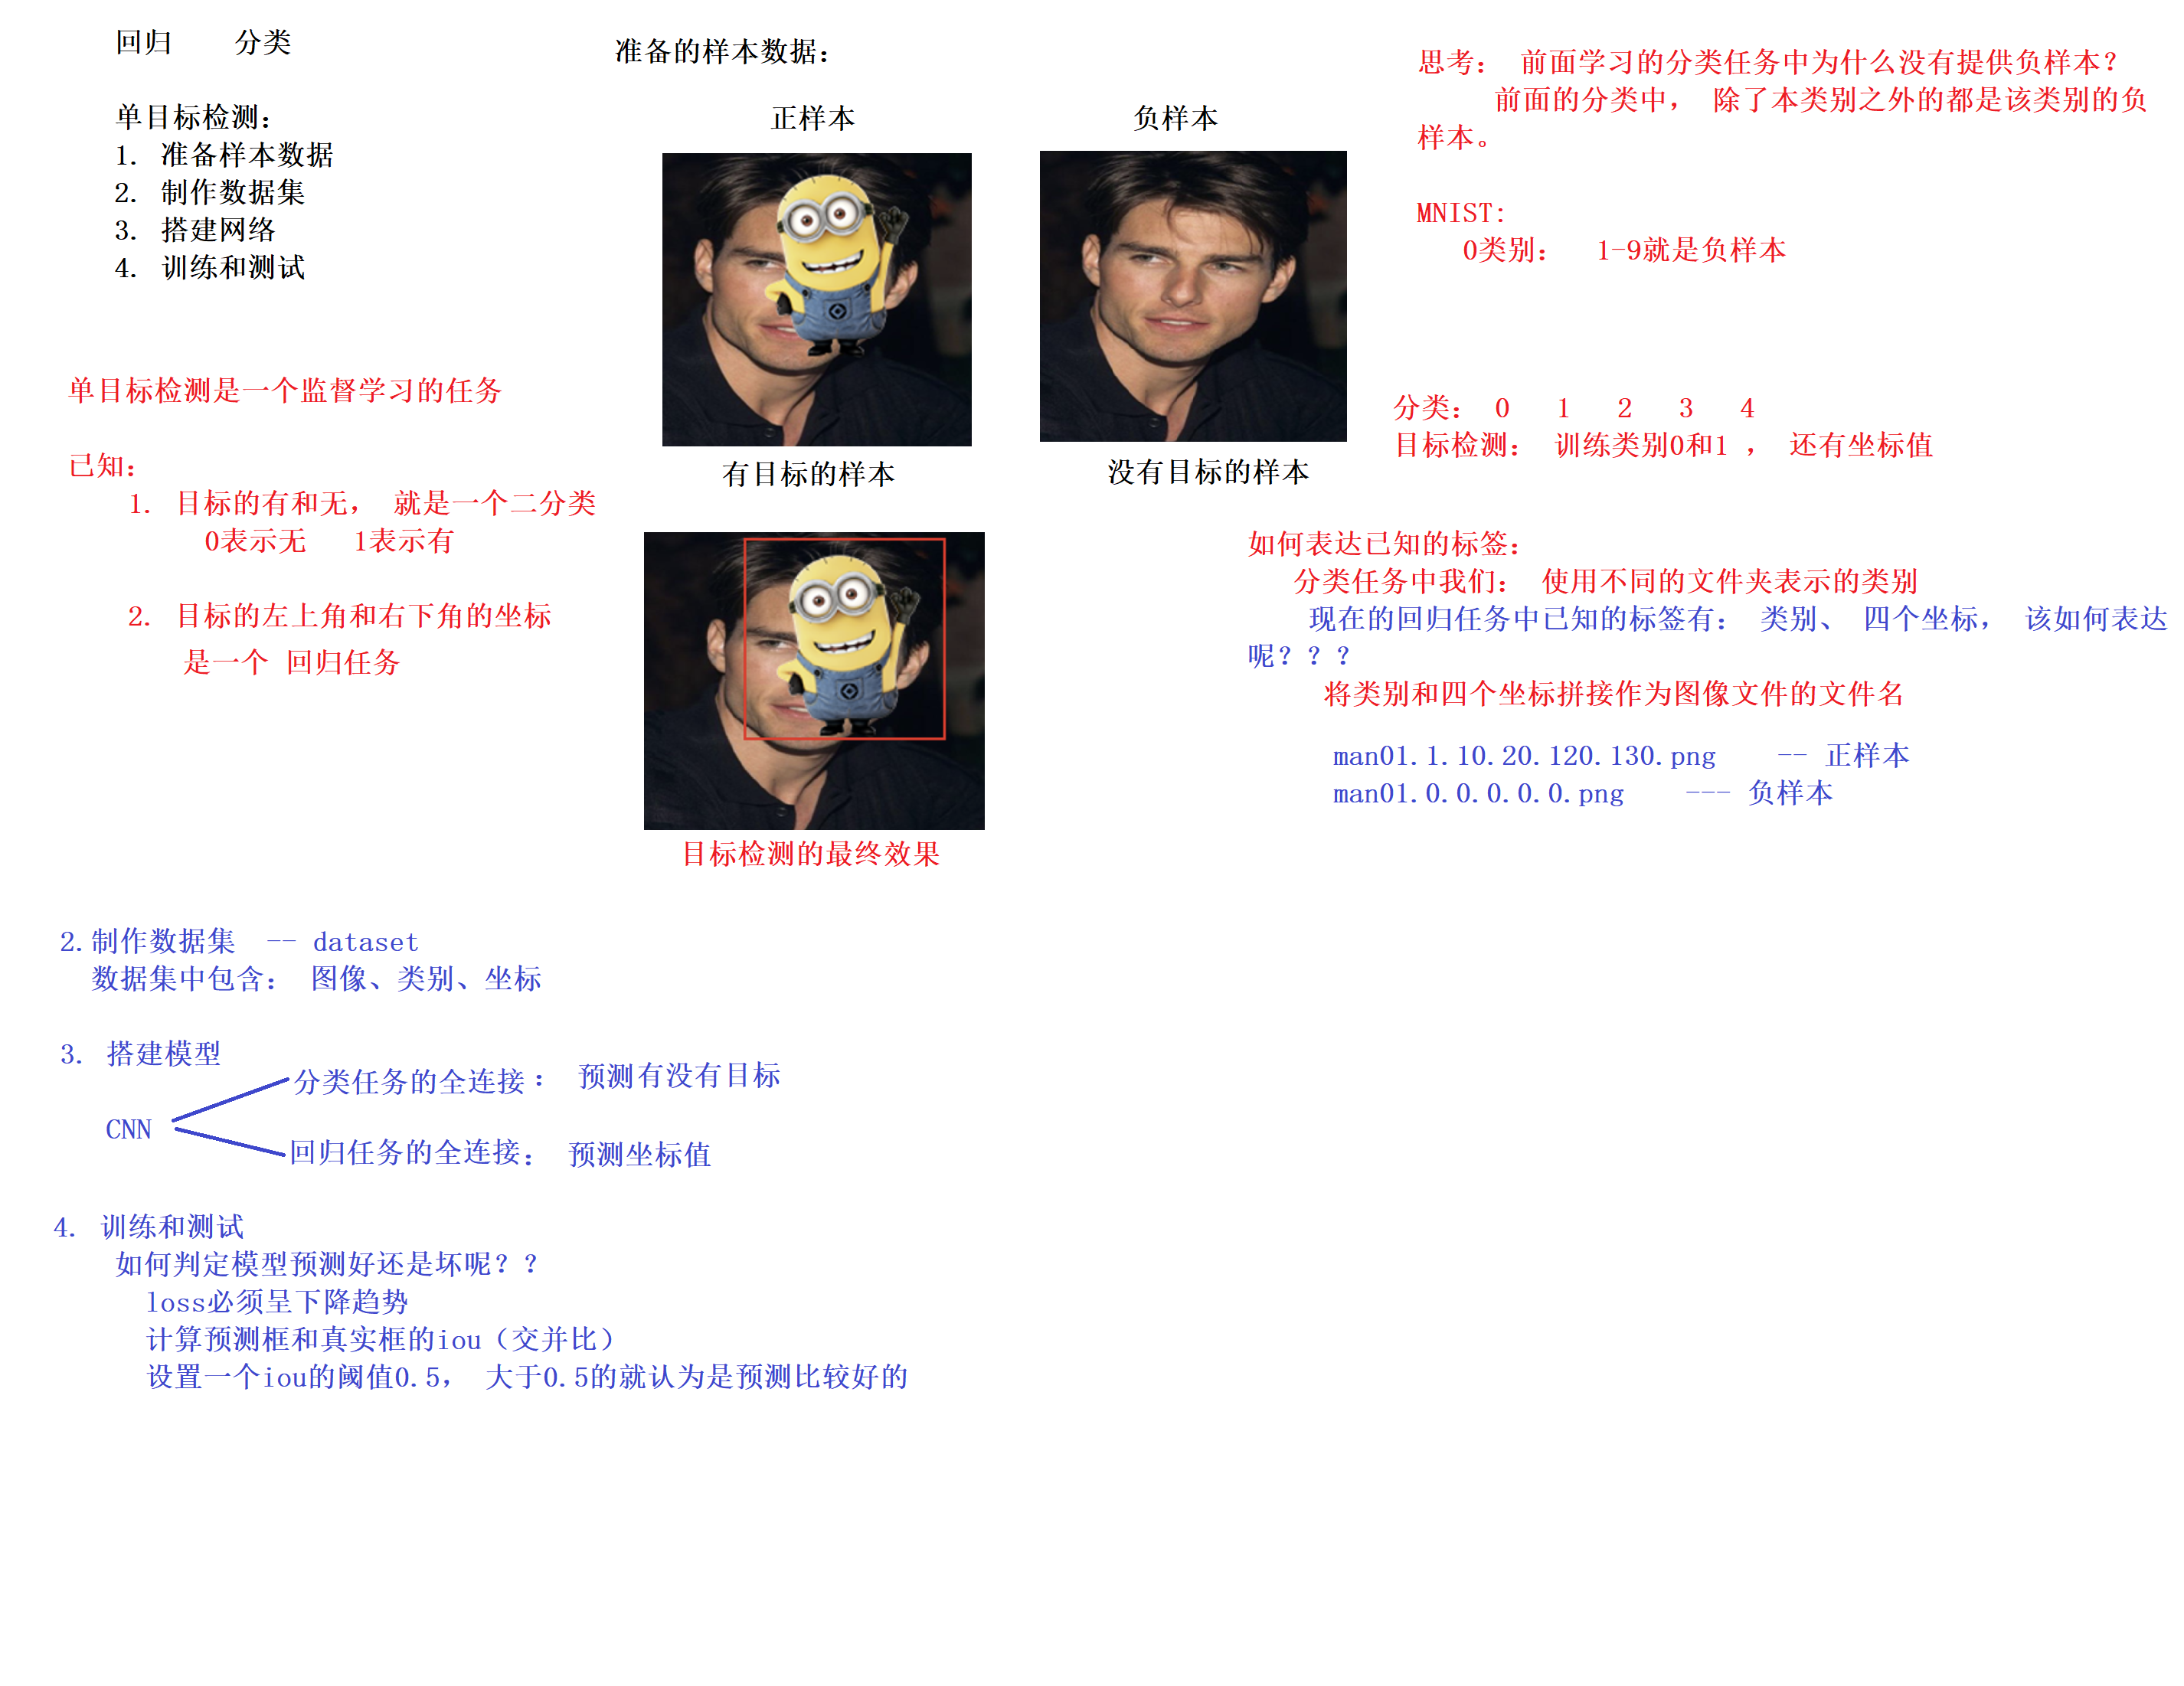 回归    分类
单目标检测：
1. 准备样本数据
2. 制作数据集
3. 搭建网络
4. 训练和测试
单目标检测是一个监督学习的任务
已知：
1. 目标的有和无， 就是一个二分类
0表示无   1表示有
2. 目标的左上角和右下角的坐标
是一个 回归任务
准备的样本数据：
正样本
负样本
有目标的样本
没有目标的样本
目标检测的最终效果
思考： 前面学习的分类任务中为什么没有提供负样本？
前面的分类中， 除了本类别之外的都是该类别的负
样本。
MNIST:
0类别：  1-9就是负样本
分类： 0   1   2   3   4
目标检测： 训练类别0和1 ， 还有坐标值
如何表达已知的标签：
分类任务中我们： 使用不同的文件夹表示的类别
现在的回归任务中已知的标签有： 类别、 四个坐标， 该如何表达
呢？？？
将类别和四个坐标拼接作为图像文件的文件名
man01.1.10.20.120.130.png    -- 正样本
man01.0.0.0.0.0.png    --- 负样本
2.制作数据集  -- dataset
数据集中包含： 图像、类别、坐标
3. 搭建模型
分类任务的全连接 ： 预测有没有目标
CNN
回归任务的全连接： 预测坐标值
4. 训练和测试
如何判定模型预测好还是坏呢？？
loss必须呈下降趋势
计算预测框和真实框的iou（交并比）
设置一个iou的阈值0.5， 大于0.5的就认为是预测比较好的